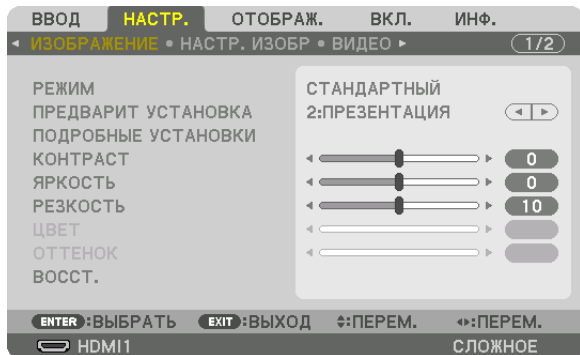 ВВОД НАСТР. ОТОБРАЖ. ВКЛ. ИНФ.
ИЗОБРАЖЕНИЕ • НАСТР. ИЗОБР • ВИДЕО 1/2
РЕЖИМ СТАНДАРТНЫЙ
ПРЕДВАРИТ УСТАНОВКА 2:ПРЕЗЕНТАЦИЯ
ПОДРОБНЫЕ УСТАНОВКИ
КОНТРАСТ 0
ЯРКОСТЬ 0
РЕЗКОСТЬ 10
ЦВЕТ
ОТТЕНОК
ВОССТ.
ENTER:ВЫБРАТЬ EXIT:ВЫХОД :ПЕРЕМ. :ПЕРЕМ.
HDMI1 СЛОЖНОЕ